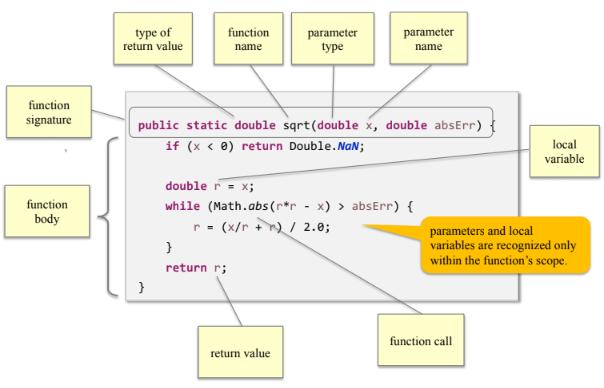 type of
return value
function
name
parameter
type
parameter
name
function
signature
public static double sqrt(double x, double absErr) {
if (x < 0) return Double.NaN;
local
variable
double r = x;
function
body
while (Math.abs(r*r - x) > absErr) {
r = (x/r + r) / 2.0;
parameters and local
variables are recognized only
within the function’s scope.
}
return r;
}
return value
function call